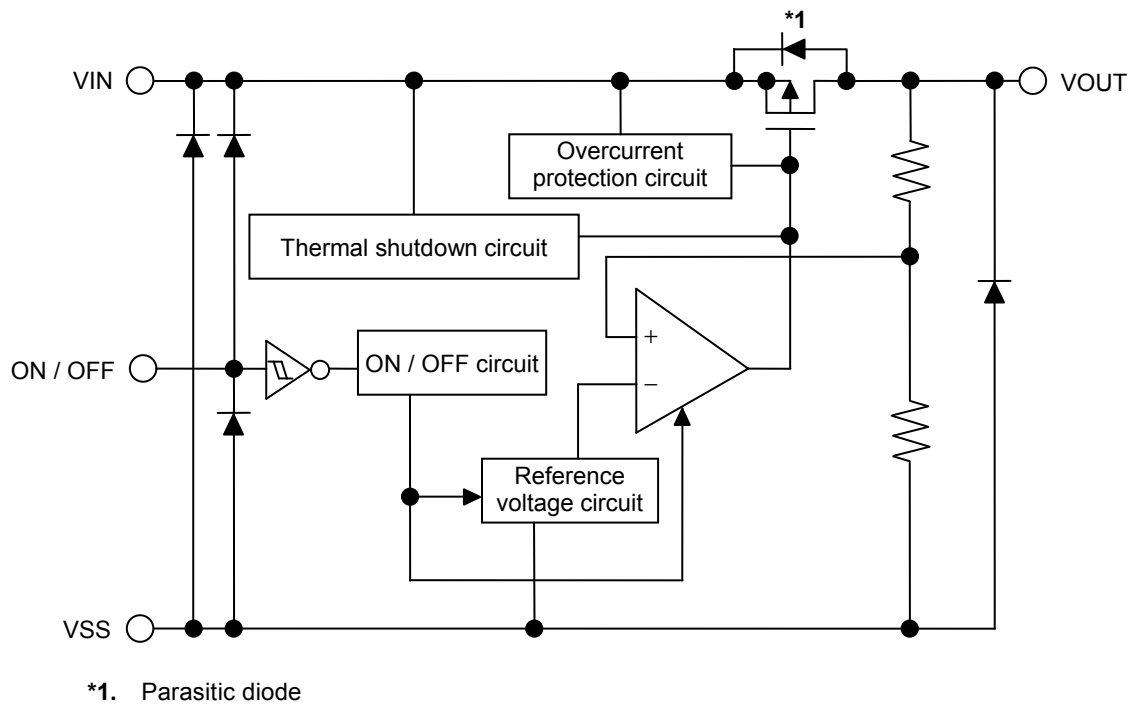 *1
VIN
VOUT
Overcurrent
protection circuit
Thermal shutdown circuit
+
−
ON / OFF
ON / OFF circuit
Reference
voltage circuit
VSS
*1. Parasitic diode